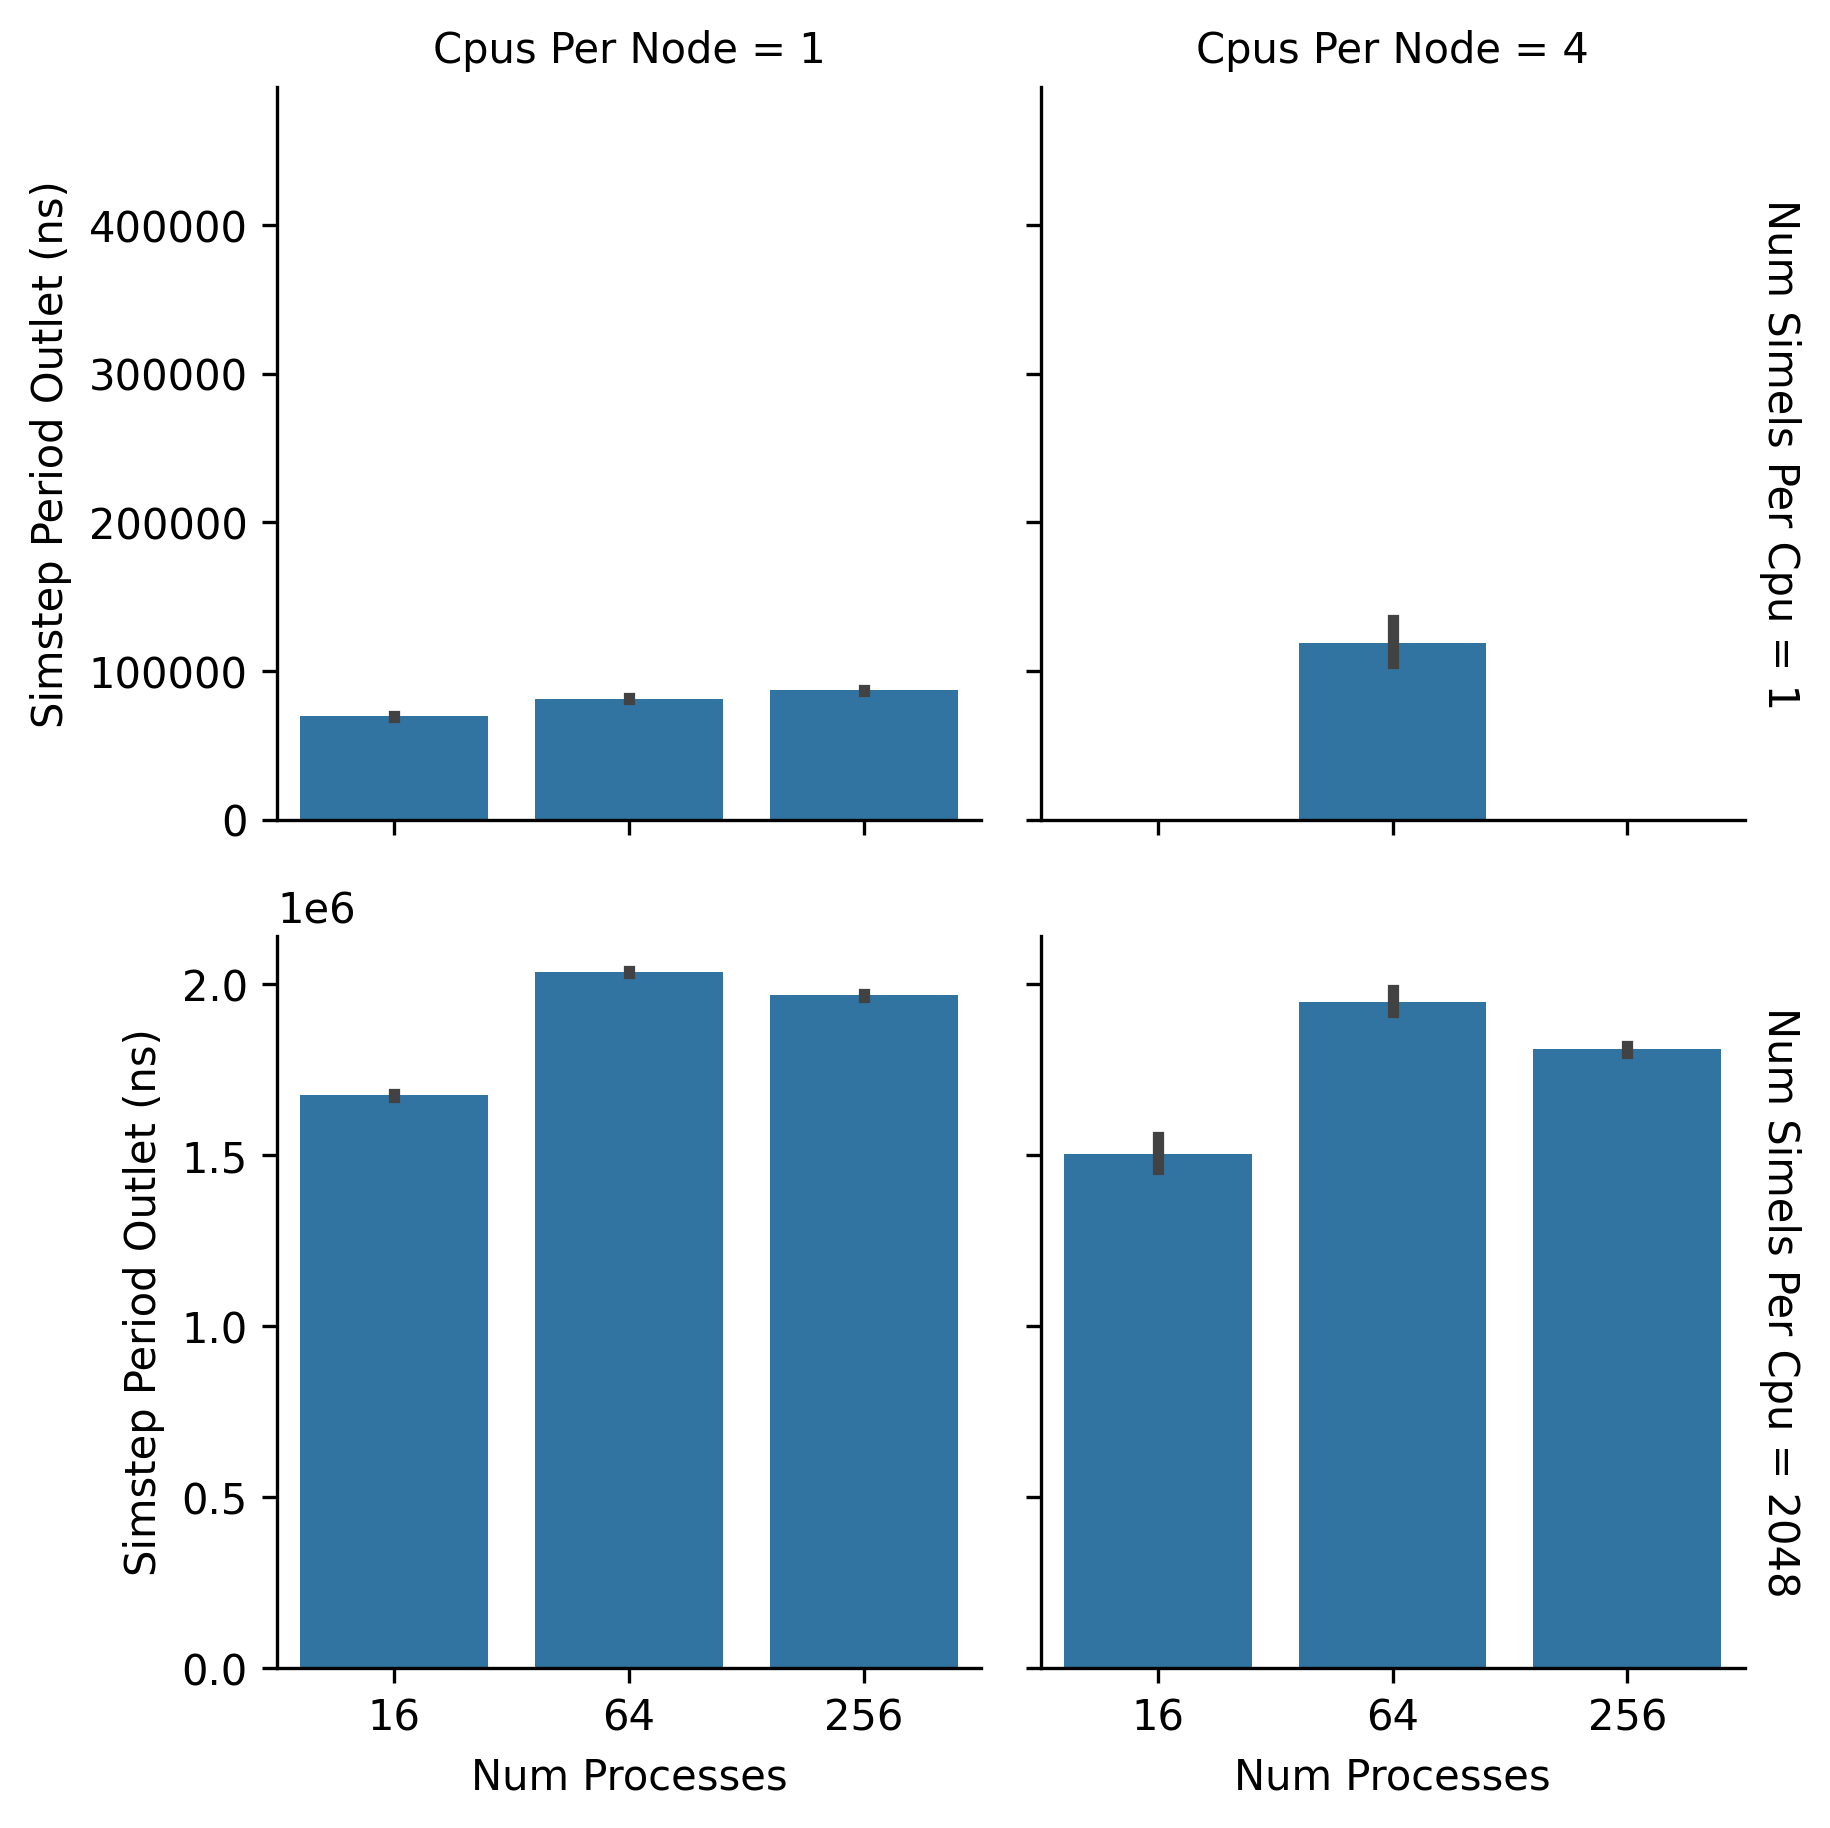 Cpus Per Node = 1
Cpus Per Node = 4
Simstep Period Outlet (ns)
400000
300000
200000
100000
0
Num Simels Per Cpu = 1
1e6
Simstep Period Outlet (ns)
2.0
1.5
1.0
0.5
0.0
Num Simels Per Cpu = 2048
16 64 256
16 64 256
Num Processes
Num Processes